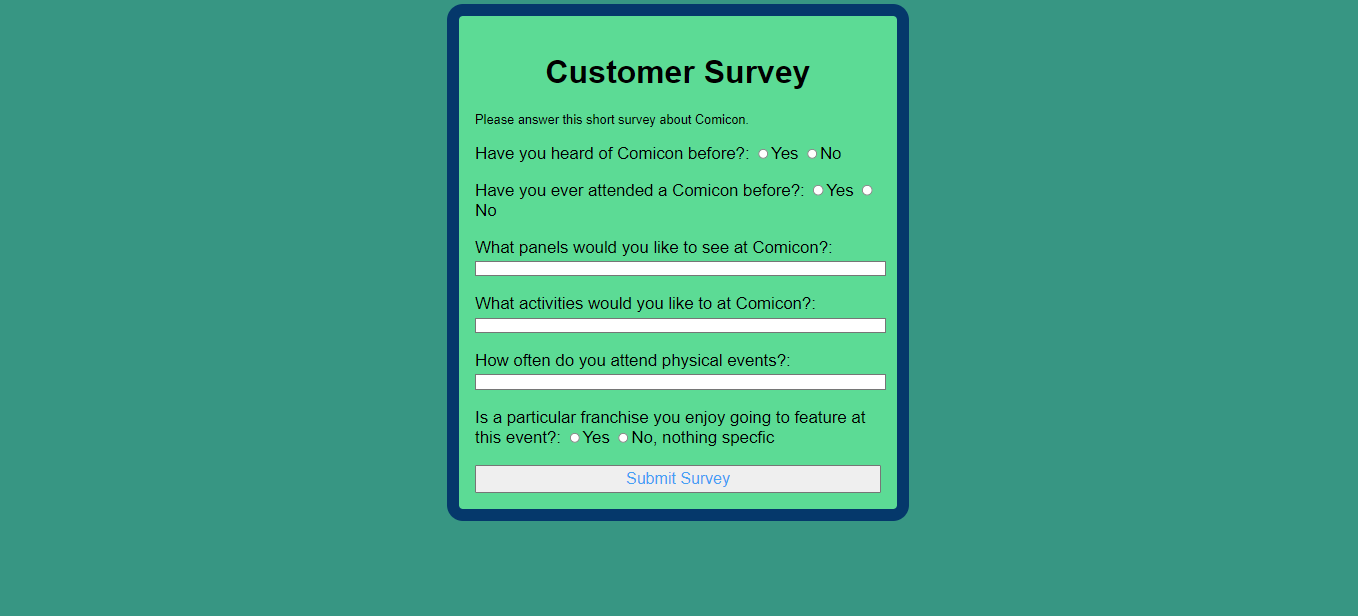 Customer Survey
Please answer this short survey about Comicon.
Have you heard of Comicon before?: Yes No
Have you ever attended a Comicon before?: Yes
No
What panels would you like to see at Comicon?:
What activities would you like to at Comicon?:
How often do you attend physical events?:
Is a particular franchise you enjoy going to feature at
this event?: Yes No, nothing specfic
Submit Survey